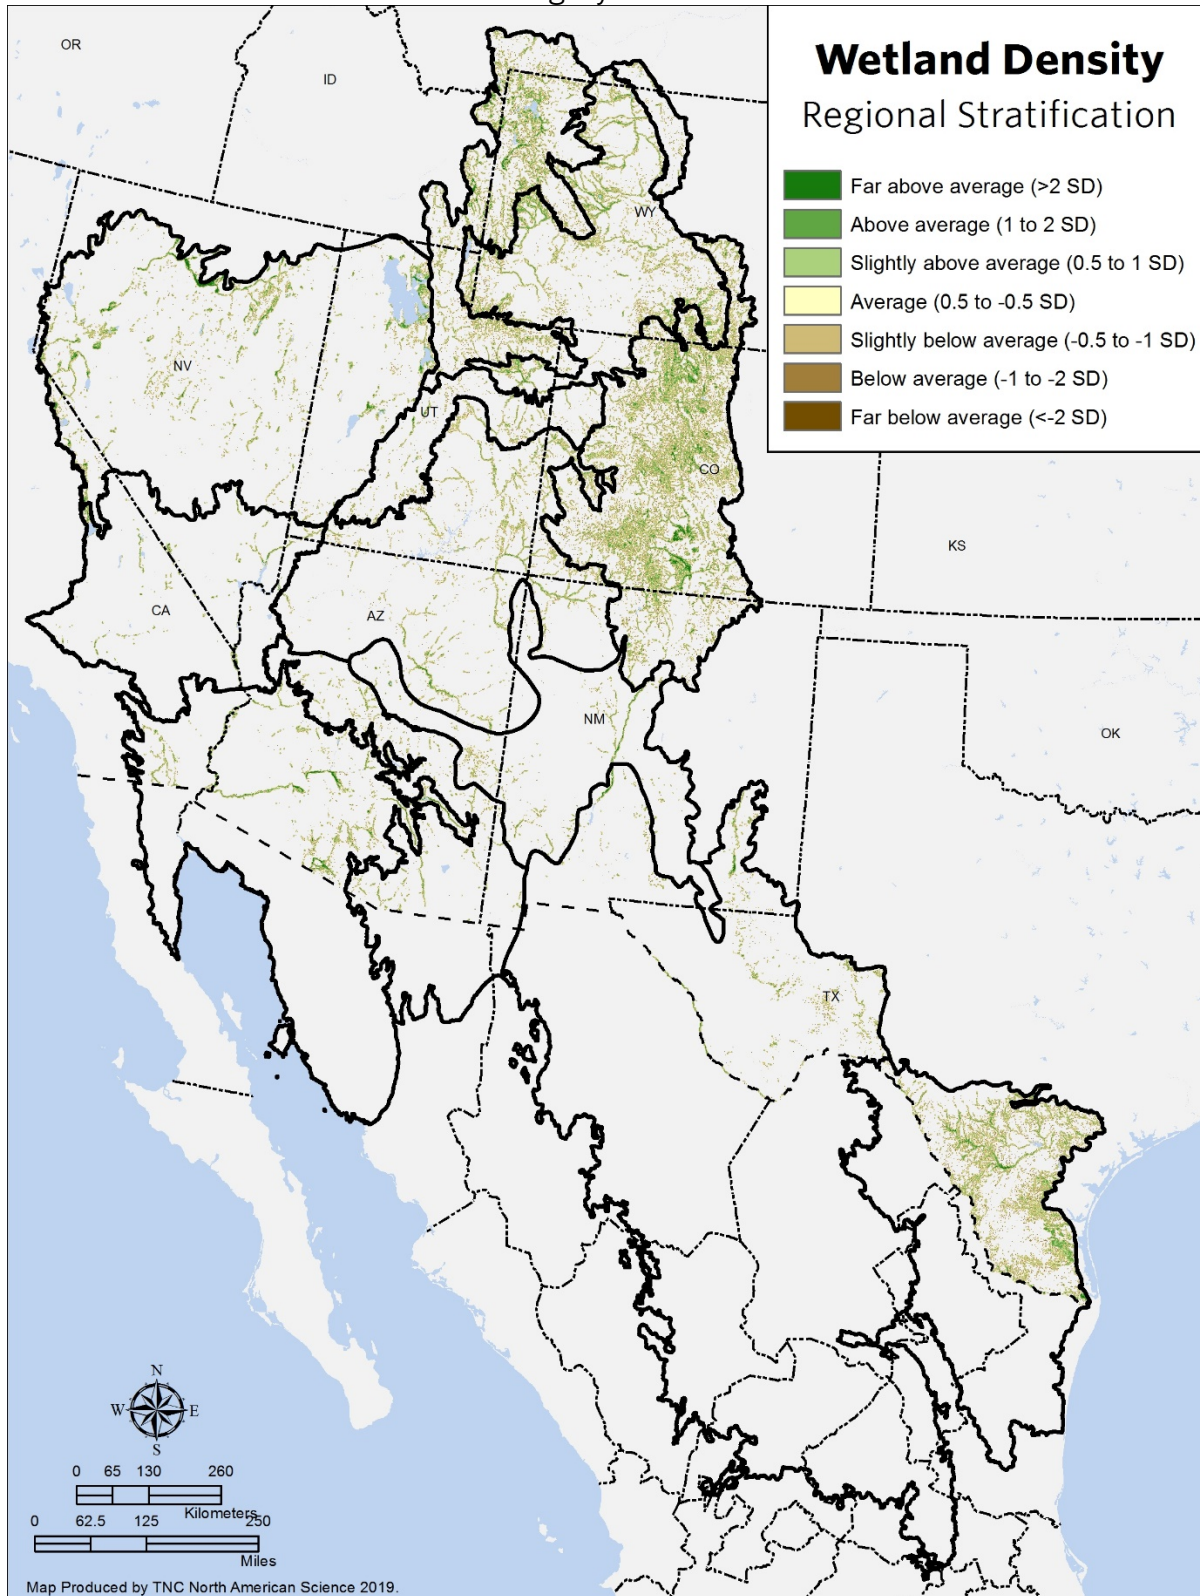 Wetland Density
Regional Stratification
Far above average (>2 SD)
Above average (1 to 2 SD)
Slightly above average (0.5 to 1 SD)
Average (0.5 to -0.5 SD)
Slightly below average (-0.5 to -1 SD)
Below average (-1 to -2 SD)
Far below average (<-2 SD)
OR
ID
WY
NV
UT
CO
KS
CA
AZ
NM
OK
TX
N
W E
S
0 65 130 260
Kilometers
0 62.5 125 250
Miles
Map Produced by TNC North American Science 2019.